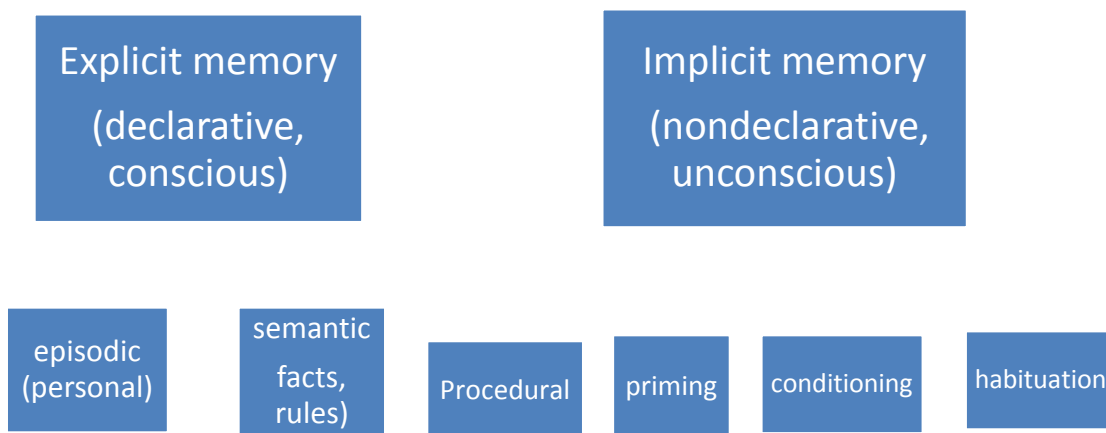 Explicit memory
(declarative,
conscious)
Implicit memory
(nondeclarative,
unconscious)
episodic
(personal)
semantic
facts,
rules)
Procedural
priming
conditioning
habituation